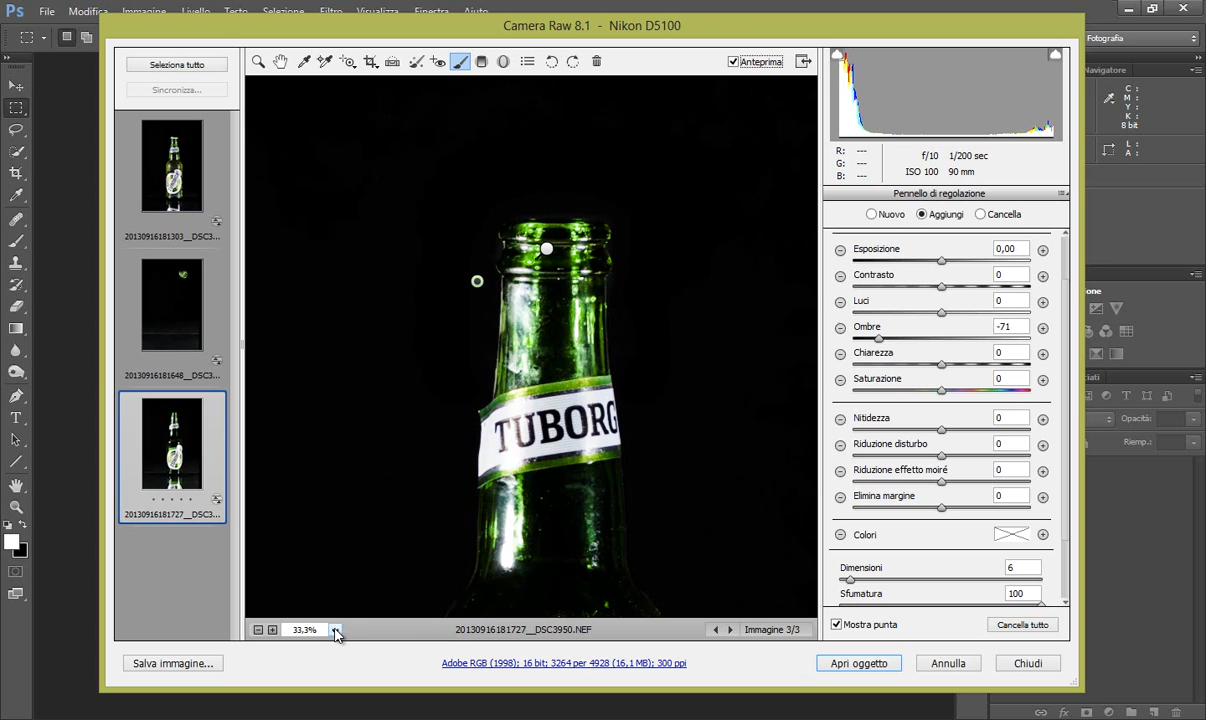 Ps File Modifica Immagine Livello Testo Selezione Filtro Visualizza Finestra Aiuto
Camera Raw 8.1 - Nikon D5100
Fotografia
Seleziona tutto
Sincronizza...
Anteprima
Navigatore
C :
M :
Y :
K :
8 bit
L :
A :
R: ---
G: ---
B: ---
f/10 1/200 sec
ISO 100 90 mm
Pennello di regolazione
Nuovo Aggiungi Cancella
20130916181303__DSC3...
Esposizione 0,00
Contrasto 0
Luci 0
Ombre -71
Chiarezza 0
Saturazione 0
20130916181648__DSC3...
TUBORG
Nitidezza 0
Riduzione disturbo 0
Riduzione effetto moiré 0
Elimina margine 0
Opacità:
Riemp.:
20130916181727__DSC3...
Colori
Dimensioni 6
Sfumatura 100
Mostra punta Cancella tutto
33,3%
20130916181727__DSC3950.NEF
Immagine 3/3
Salva immagine...
Adobe RGB (1998); 16 bit; 3264 per 4928 (16,1 MB); 300 ppi
Apri oggetto Annulla Chiudi
fx